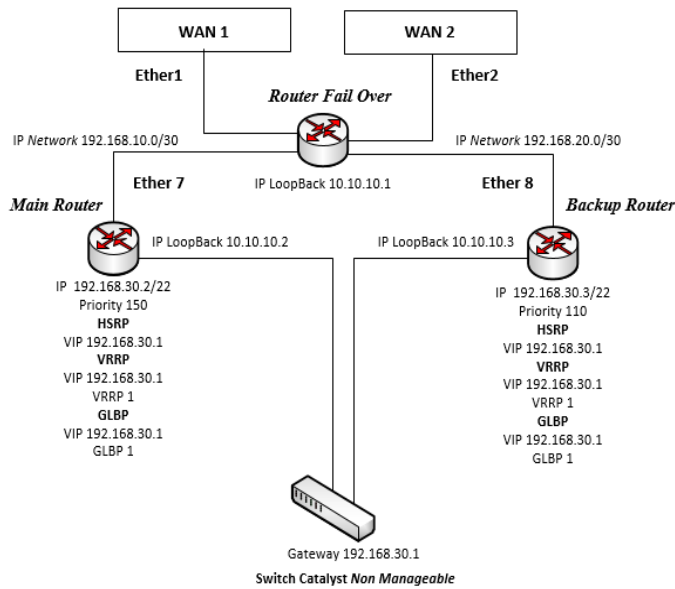 WAN 1
WAN 2
Ether1
Ether2
Router Fail Over
IP Network 192.168.10.0/30
IP Network 192.168.20.0/30
Ether 7
IP LoopBack 10.10.10.1
Ether 8
Main Router
Backup Router
IP LoopBack 10.10.10.2
IP LoopBack 10.10.10.3
IP 192.168.30.2/22
Priority 150
HSRP
VIP 192.168.30.1
VRRP
VIP 192.168.30.1
VRRP 1
GLBP
VIP 192.168.30.1
GLBP 1
IP 192.168.30.3/22
Priority 110
HSRP
VIP 192.168.30.1
VRRP
VIP 192.168.30.1
VRRP 1
GLBP
VIP 192.168.30.1
GLBP 1
Gateway 192.168.30.1
Switch Catalyst Non Manageable